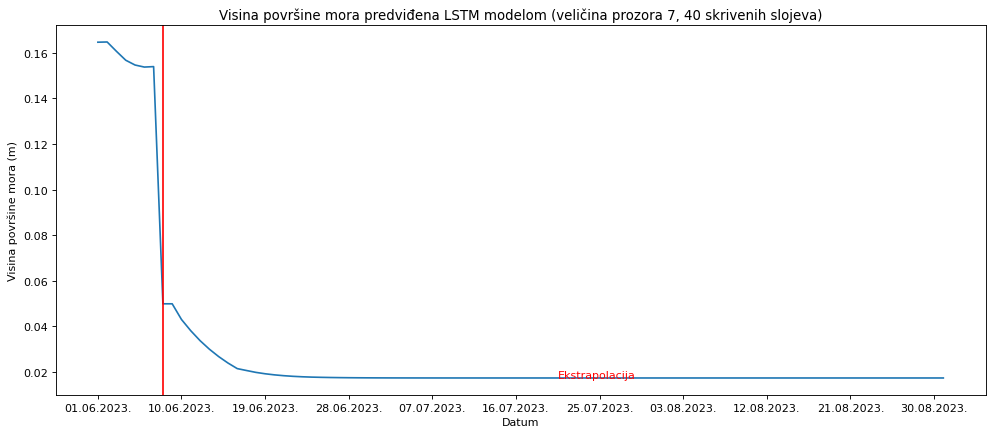 Visina površine mora predviđena LSTM modelom (veličina prozora 7, 40 skrivenih slojeva)
Visina površine mora (m)
0.16
0.14
0.12
0.10
0.08
0.06
0.04
0.02
Ekstrapolacija
01.06.2023. 10.06.2023. 19.06.2023. 28.06.2023. 07.07.2023. 16.07.2023. 25.07.2023. 03.08.2023. 12.08.2023. 21.08.2023. 30.08.2023.
Datum